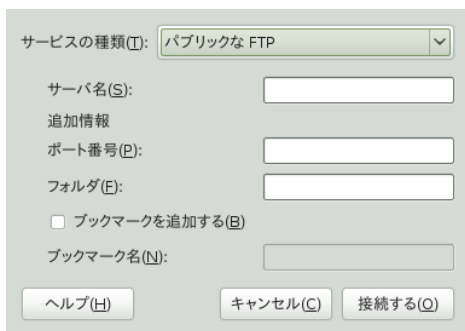 サービスの種類(T): パブリックな FTP
サーバ名(S):
追加情報
ポート番号(P):
フォルダ(F):
ブックマークを追加する(B)
ブックマーク名(N):
ヘルプ(H) キャンセル(C) 接続する(O)